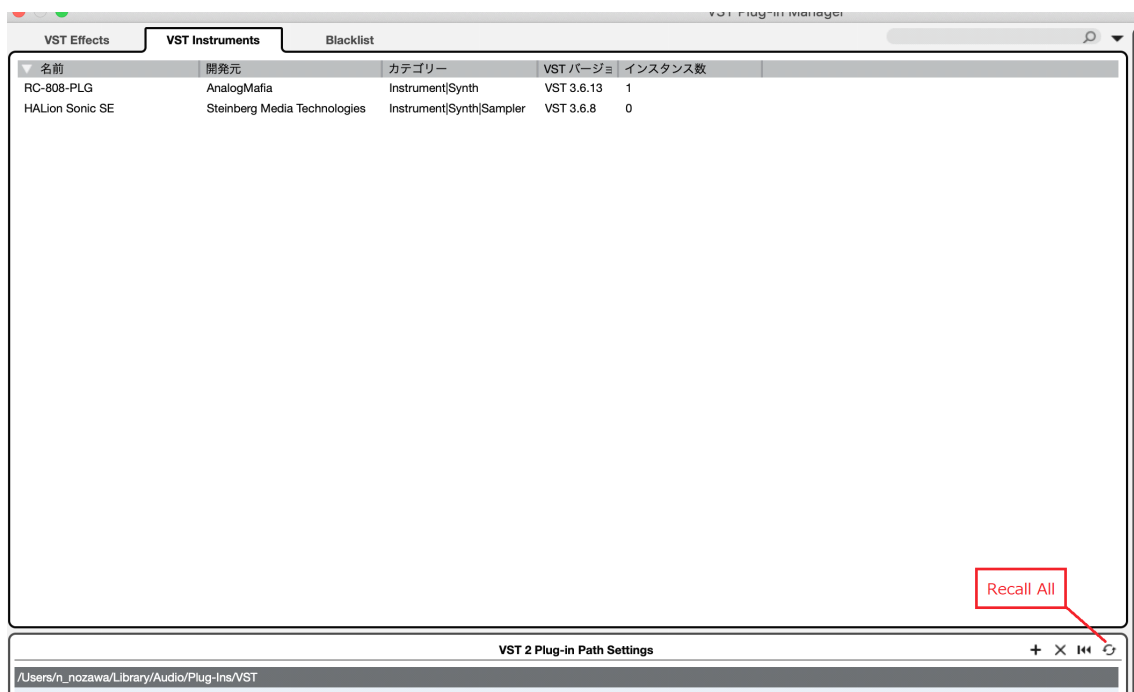 VST Plug-in Manager
VST Effects VST Instruments Blacklist
名前 開発元 カテゴリー VST バージョ インスタンス数
RC-808-PLG AnalogMafia Instrument|Synth VST 3.6.13 1
HALion Sonic SE Steinberg Media Technologies Instrument|Synth|Sampler VST 3.6.8 0
Recall All
VST 2 Plug-in Path Settings
/Users/n_nozawa/Library/Audio/Plug-Ins/VST